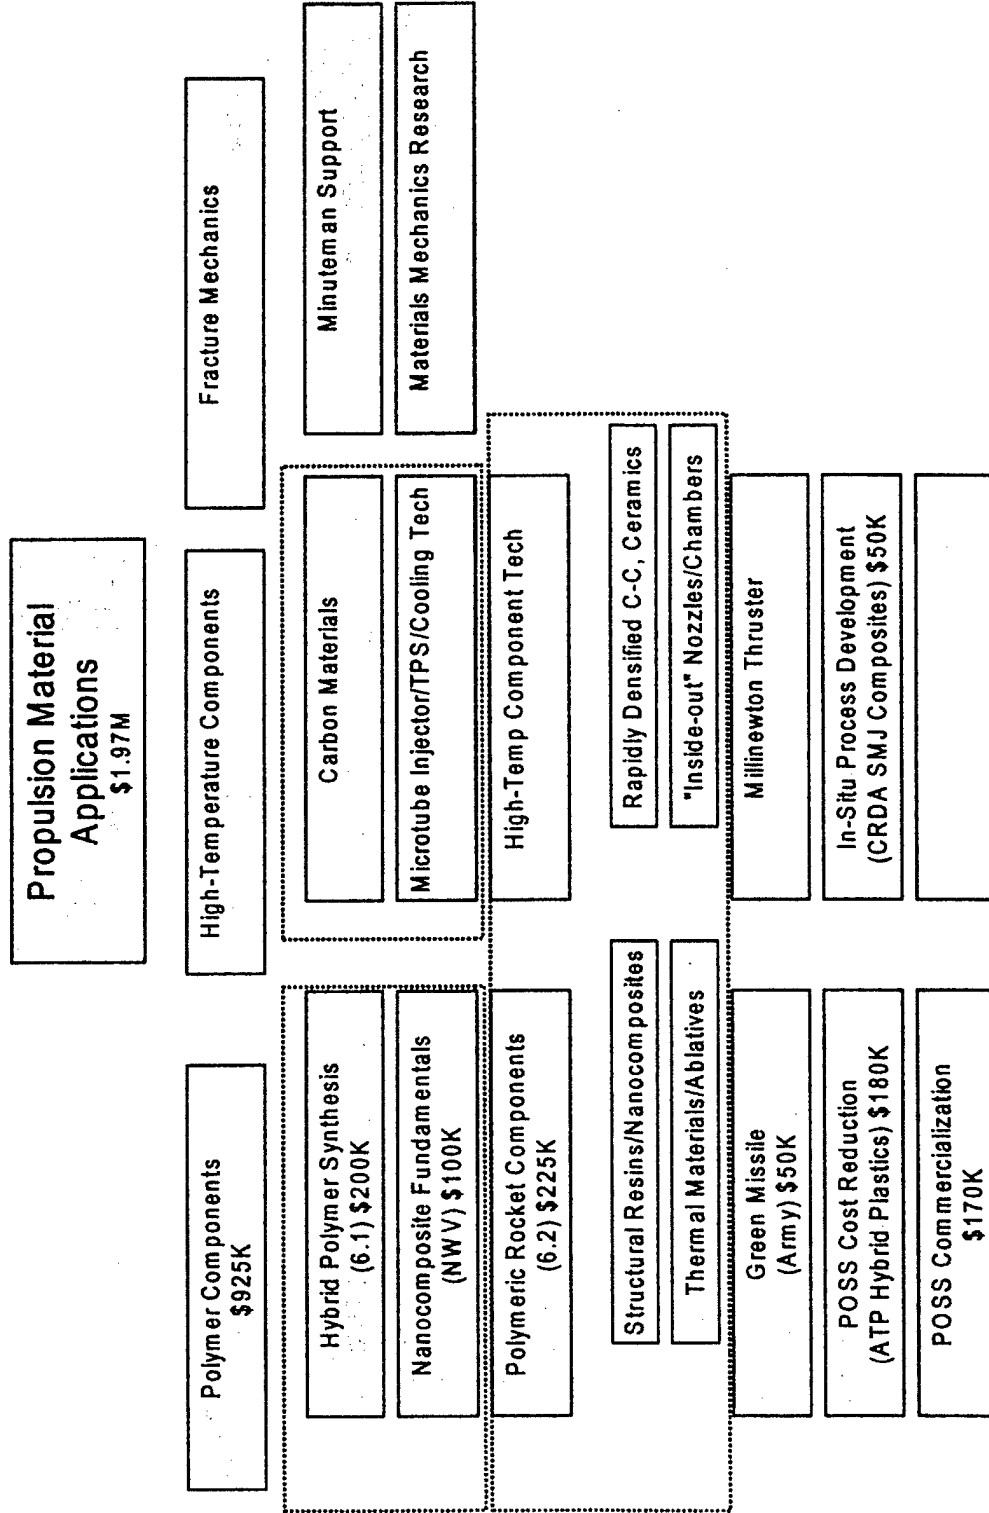 Propulsion Material
Applications
$1.97M
Polymer Components
$925K
High-Temperature Components
Fracture Mechanics
Hybrid Polymer Synthesis
(6.1) $200K
Nanocomposite Fundamentals
(NWV) $100K
Polymeric Rocket Components
(6.2) $225K
Structural Resins/Nanocomposites
Thermal Materials/Ablatives
Green Missile
(Army) $50K
POSS Cost Reduction
(ATP Hybrid Plastics) $180K
POSS Commercialization
$170K
Carbon Materials
Microtube Injector/TPS/Cooling Tech
High-Temp Component Tech
Rapidly Densified C-C, Ceramics
"Inside-out" Nozzles/Chambers
Millinewton Thruster
In-Situ Process Development
(CRDA SMJ Composites) $50K
Minuteman Support
Materials Mechanics Research